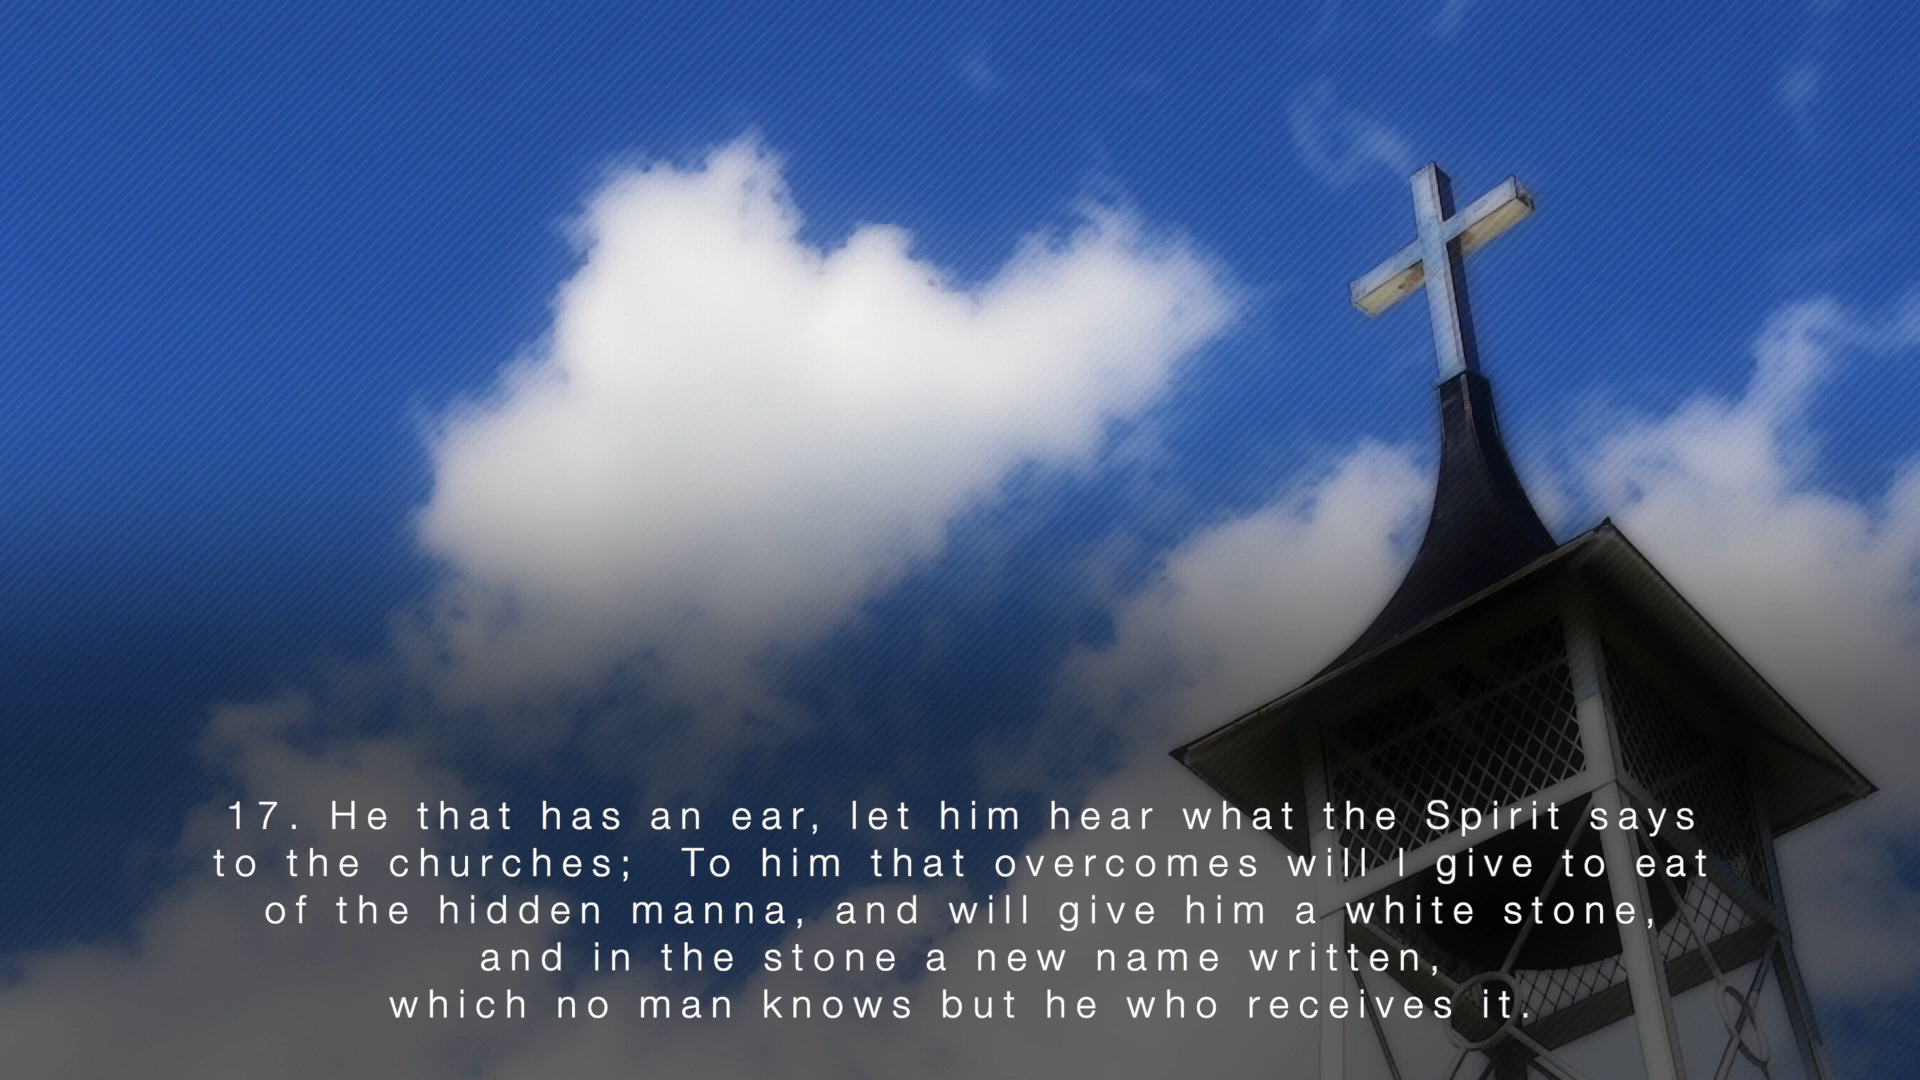 17. He that has an ear, let him hear what the Spirit says
to the churches;  To him that overcomes will I give to eat
of the hidden manna, and will give him a white stone,
and in the stone a new name written,
which no man knows but he who receives it.